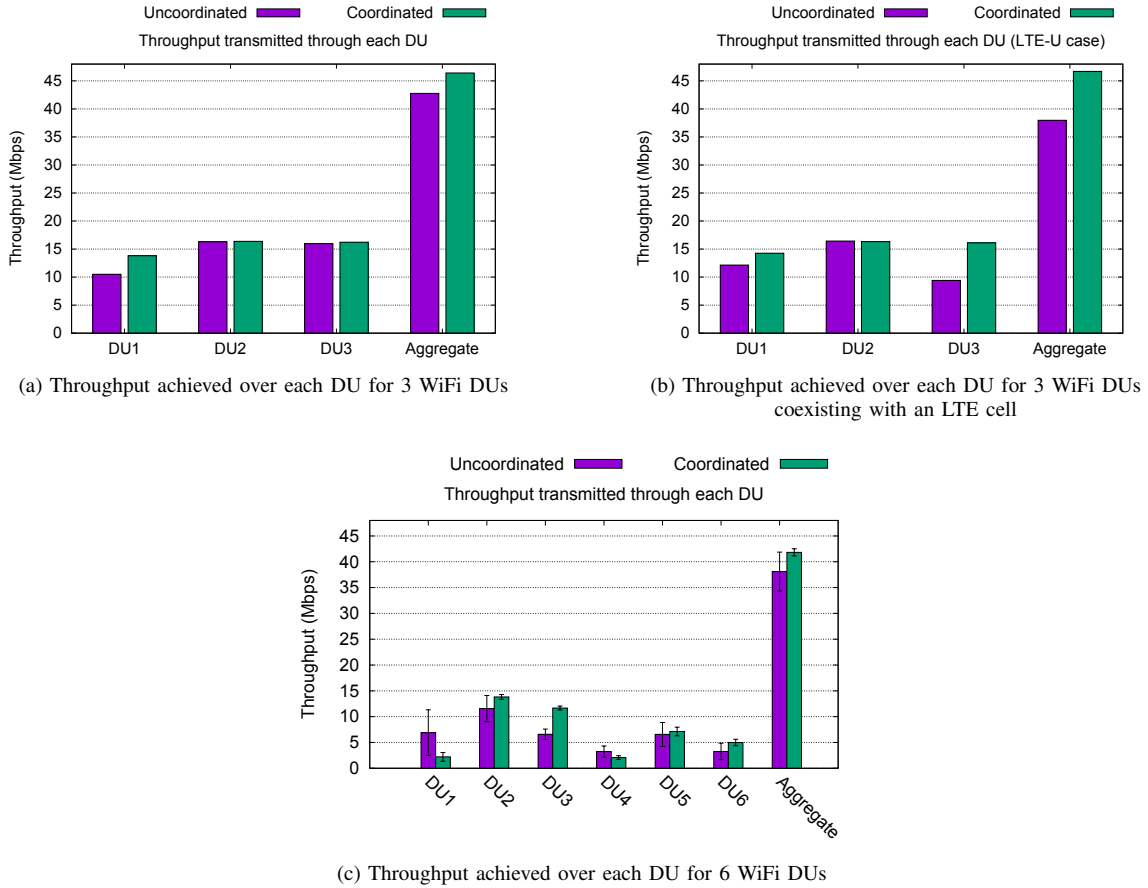 Uncoordinated Coordinated
Throughput transmitted through each DU
Throughput (Mbps)
45
40
35
30
25
20
15
10
5
0
DU1 DU2 DU3 Aggregate
(a) Throughput achieved over each DU for 3 WiFi DUs
Uncoordinated Coordinated
Throughput transmitted through each DU (LTE-U case)
Throughput (Mbps)
45
40
35
30
25
20
15
10
5
0
DU1 DU2 DU3 Aggregate
(b) Throughput achieved over each DU for 3 WiFi DUs
coexisting with an LTE cell
Uncoordinated Coordinated
Throughput transmitted through each DU
Throughput (Mbps)
45
40
35
30
25
20
15
10
5
0
DU1 DU2 DU3 DU4 DU5 DU6 Aggregate
(c) Throughput achieved over each DU for 6 WiFi DUs